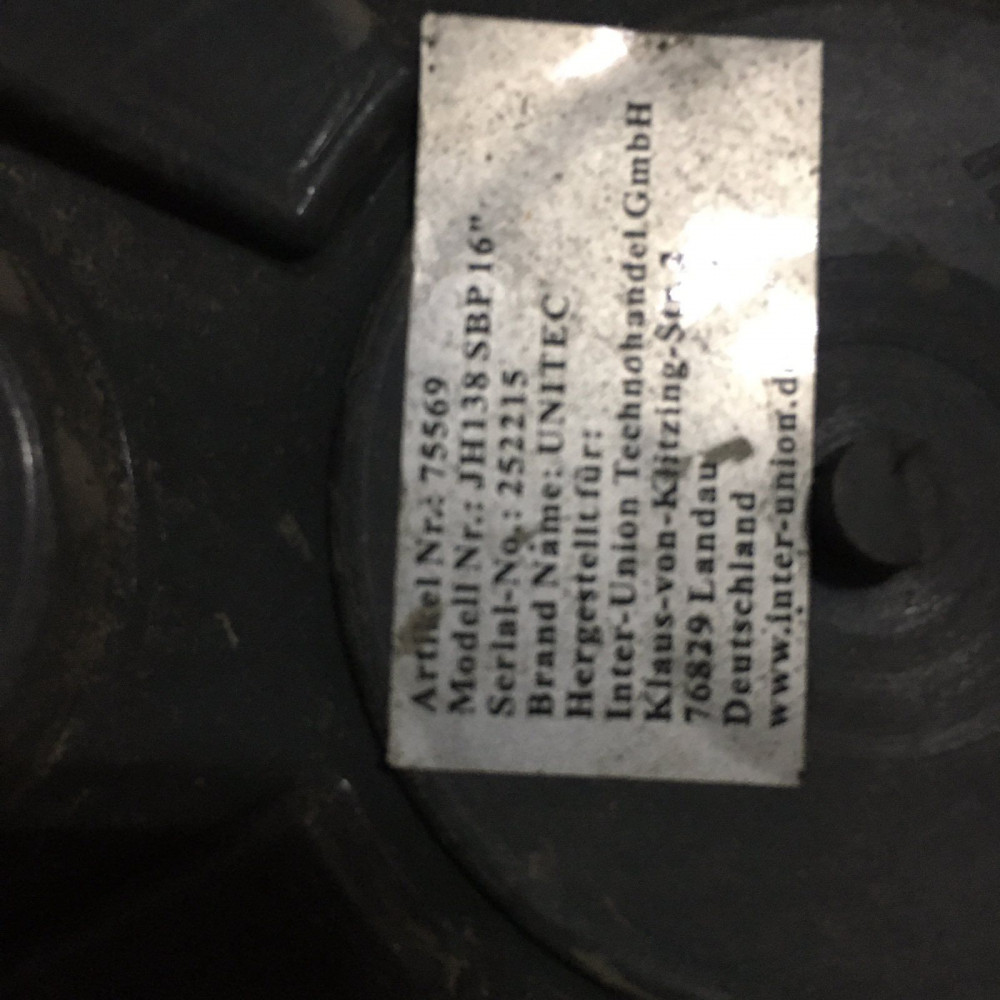 Artikel Nr.: 75569
Modell Nr.: JH138 SBP 16"
Serial-No.: 252215
Brand Name: UNITEC
Hergestellt für:
Inter-Union Technohandel GmbH
Klaus-von-Klitzing-Str. 2
76829 Landau
Deutschland
www.inter-union.d